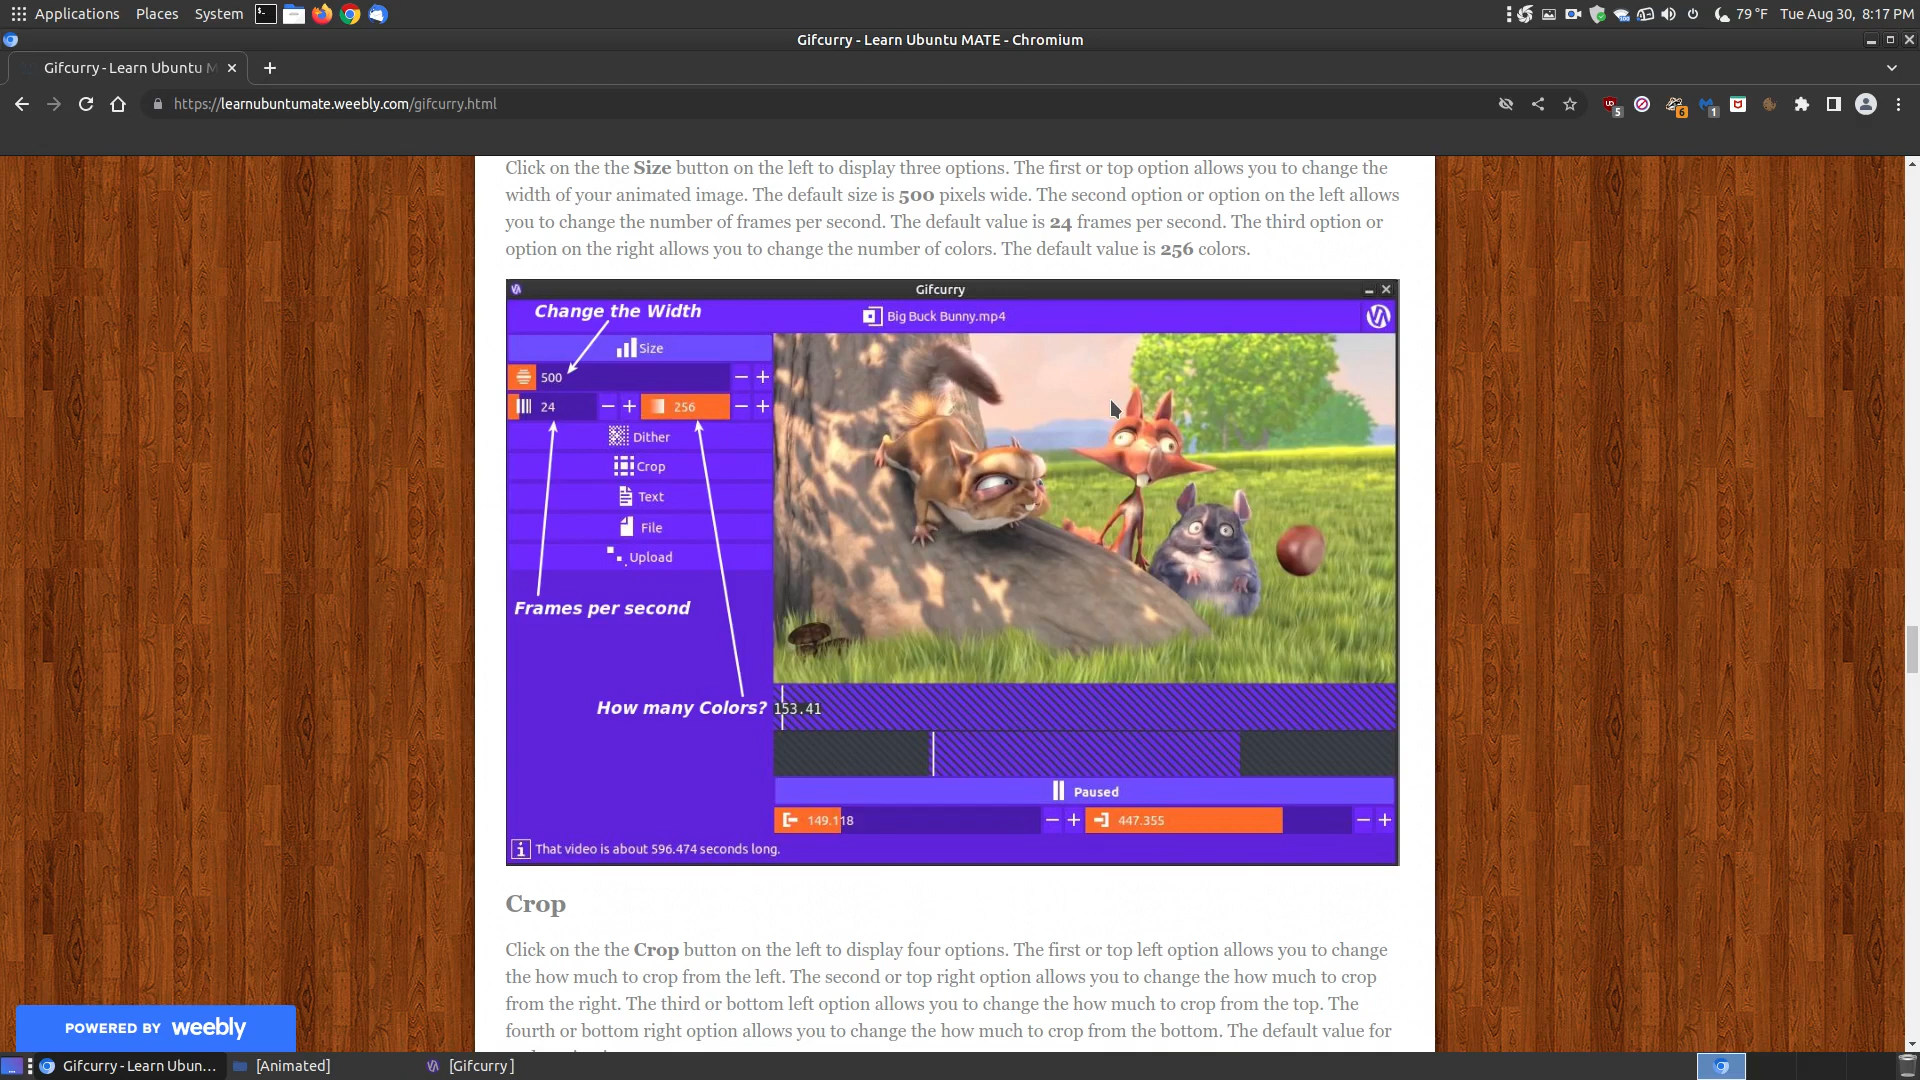 Applications Places System
79 °F Tue Aug 30, 8:17 PM
Gifcurry - Learn Ubuntu MATE - Chromium
Gifcurry - Learn Ubuntu M
https://learnubuntumate.weebly.com/gifcurry.html
5
6
1
Click on the the Size button on the left to display three options. The first or top option allows you to change the
width of your animated image. The default size is 500 pixels wide. The second option or option on the left allows
you to change the number of frames per second. The default value is 24 frames per second. The third option or
option on the right allows you to change the number of colors. The default value is 256 colors.
Gifcurry
Change the Width
Big Buck Bunny.mp4
Size
500
24
256
Dither
Crop
Text
File
Upload
Frames per second
How many Colors?
153.41
Paused
149.118
447.355
That video is about 596.474 seconds long.
Crop
Click on the the Crop button on the left to display four options. The first or top left option allows you to change
the how much to crop from the left. The second or top right option allows you to change the how much to crop
from the right. The third or bottom left option allows you to change the how much to crop from the top. The
fourth or bottom right option allows you to change the how much to crop from the bottom. The default value for
POWERED BY weebly
Gifcurry - Learn Ubun...
[Animated]
[Gifcurry ]